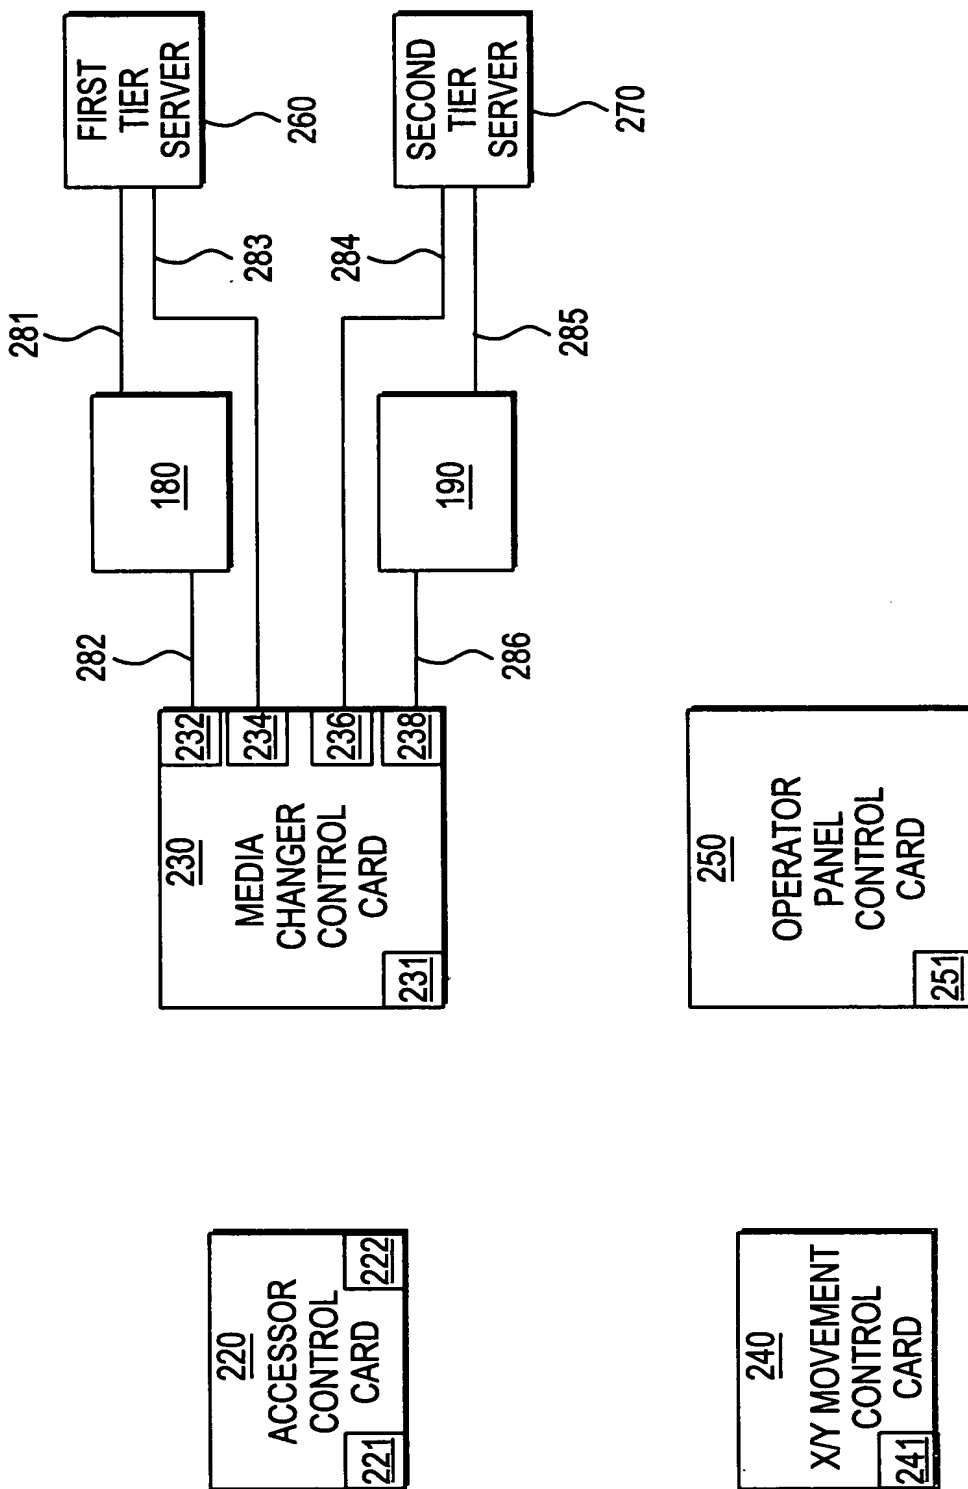 220
ACCESSOR
CONTROL
CARD
221
222
230
MEDIA
CHANGER
CONTROL
CARD
231
232
234
236
238
282
286
180
190
281
283
284
285
FIRST
TIER
SERVER
260
SECOND
TIER
SERVER
270
240
X/Y MOVEMENT
CONTROL
CARD
241
250
OPERATOR
PANEL
CONTROL
CARD
251